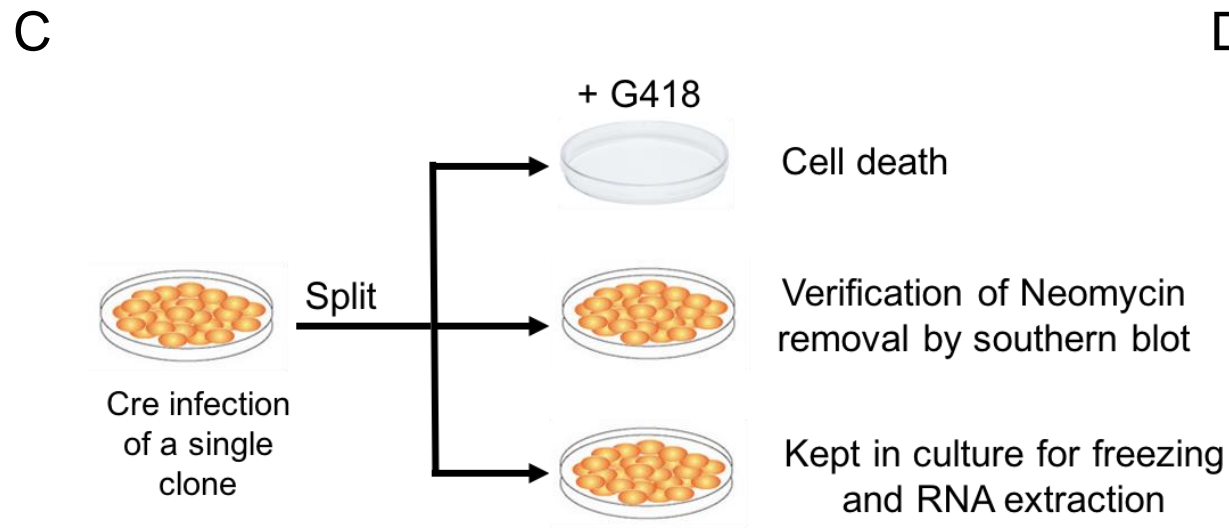 C
D
+ G418
Cell death
Split
Verification of Neomycin
removal by southern blot
Cre infection
of a single
clone
Kept in culture for freezing
and RNA extraction